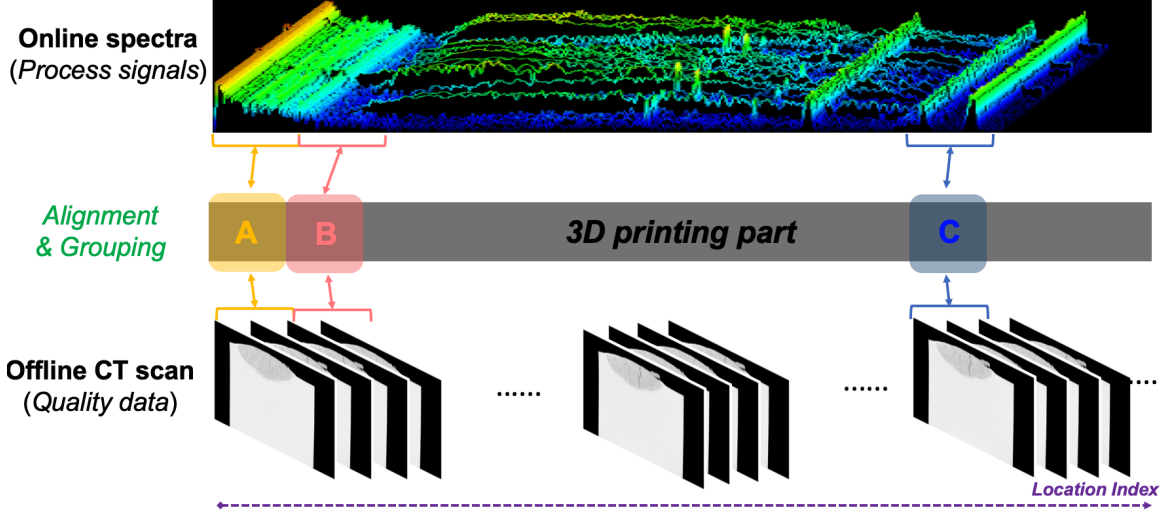 Online spectra
(Process signals)
Alignment
& Grouping
A
B
3D printing part
C
Offline CT scan
(Quality data)
......
......
....
Location Index